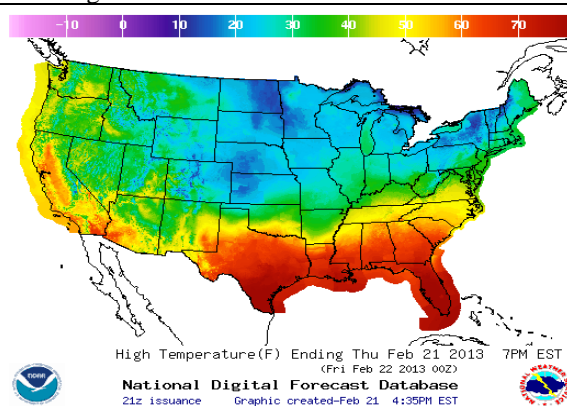 -10 0 10 20 30 40 50 60 70
High Temperature(F) Ending Thu Feb 21 2013 7PM EST
(Fri Feb 22 2013 00Z)
National Digital Forecast Database
21z issuance Graphic created-Feb 21 4:35PM EST
noaa